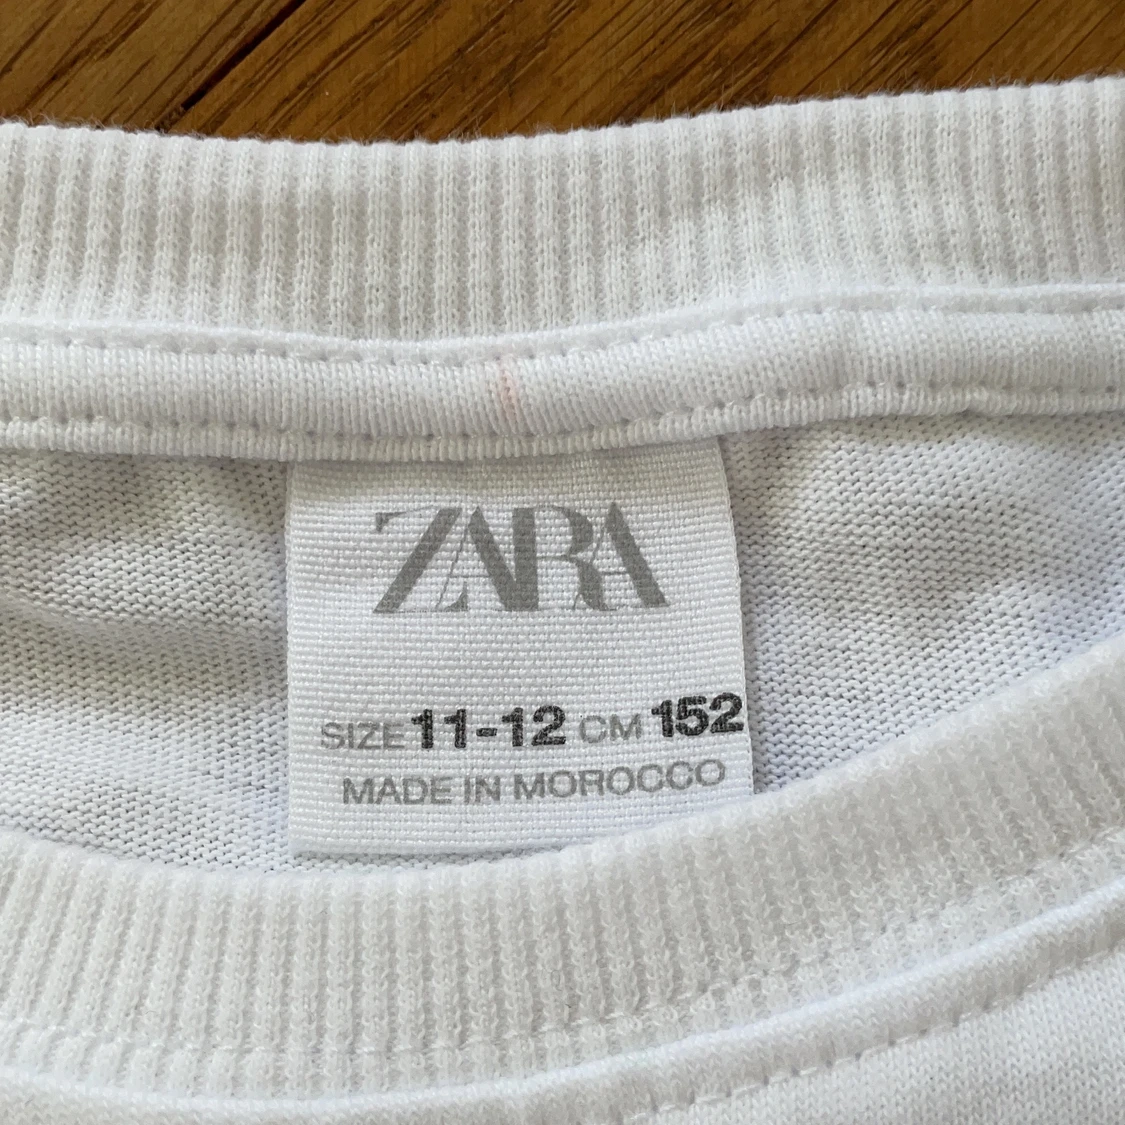 ZARA
SIZE 11-12 CM 152
MADE IN MOROCCO